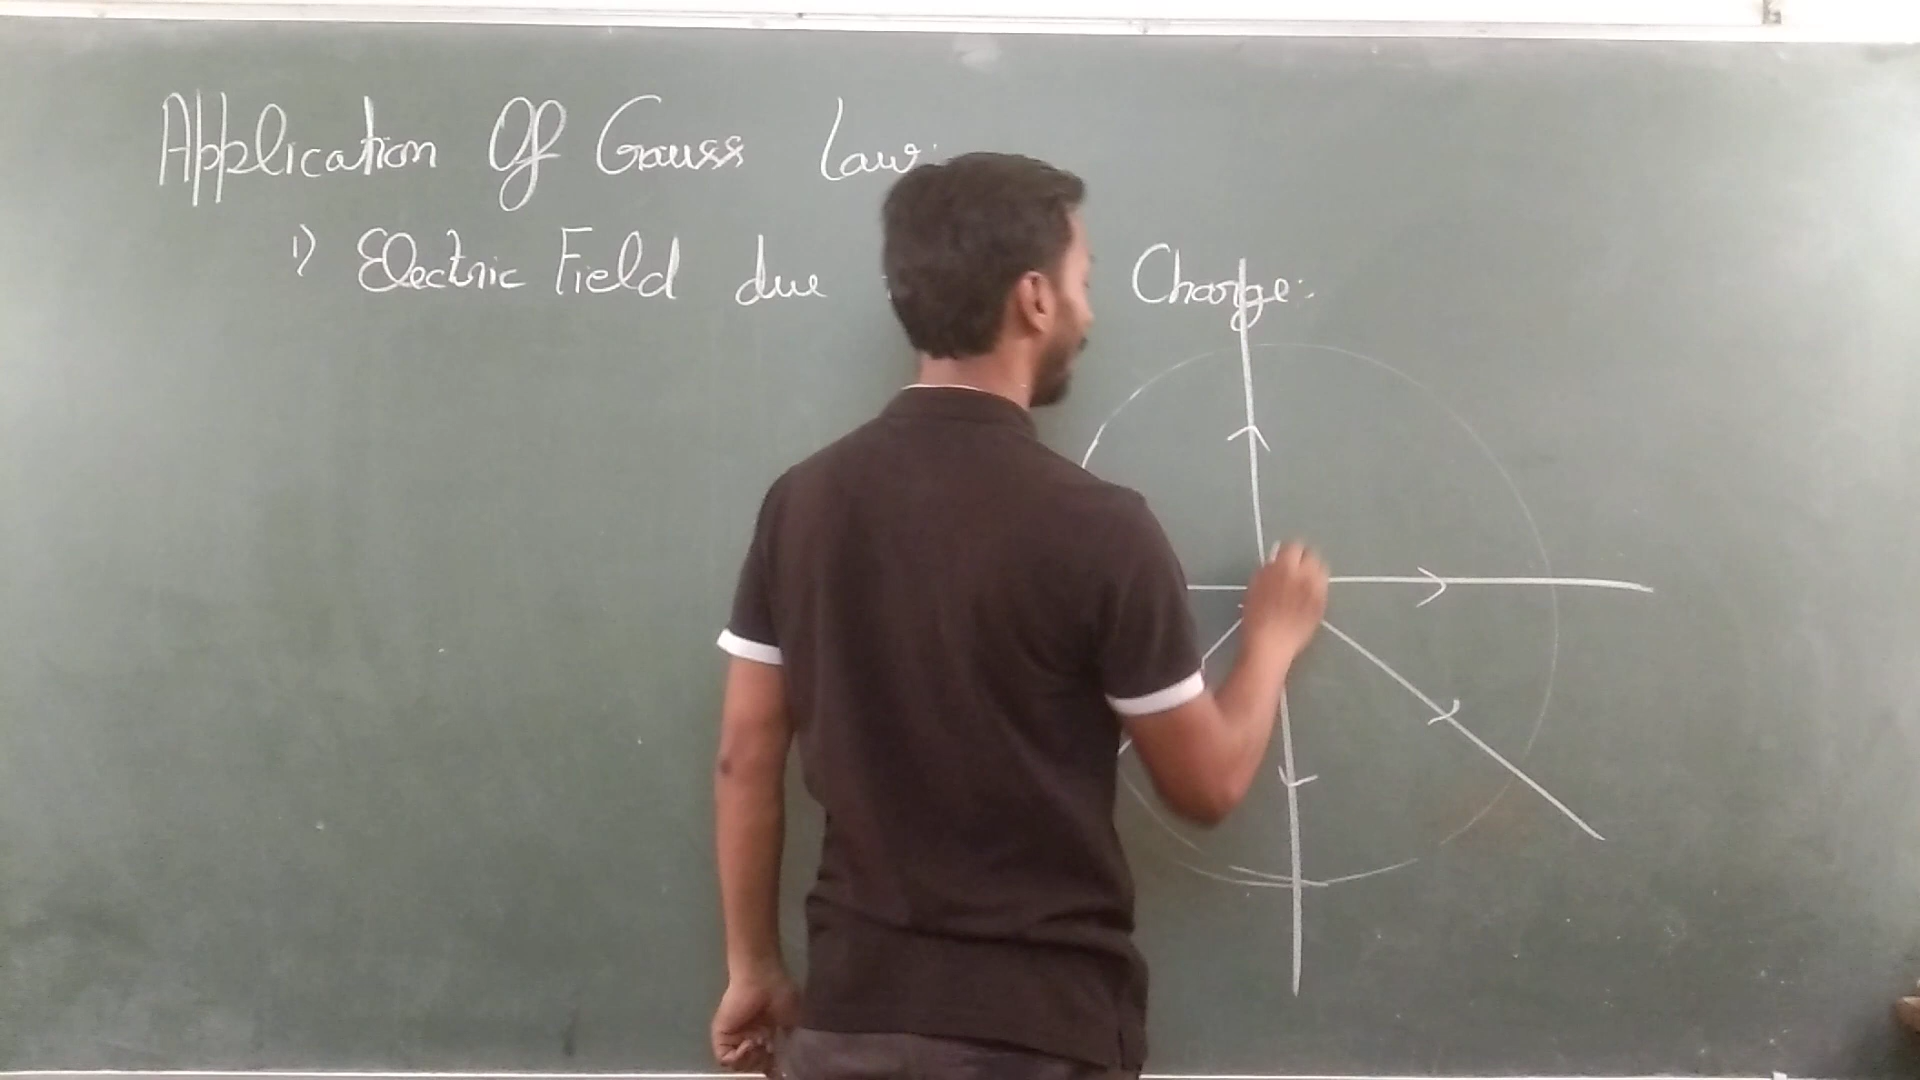 Application Of Gauss Law:
1) Electric Field due Charge: